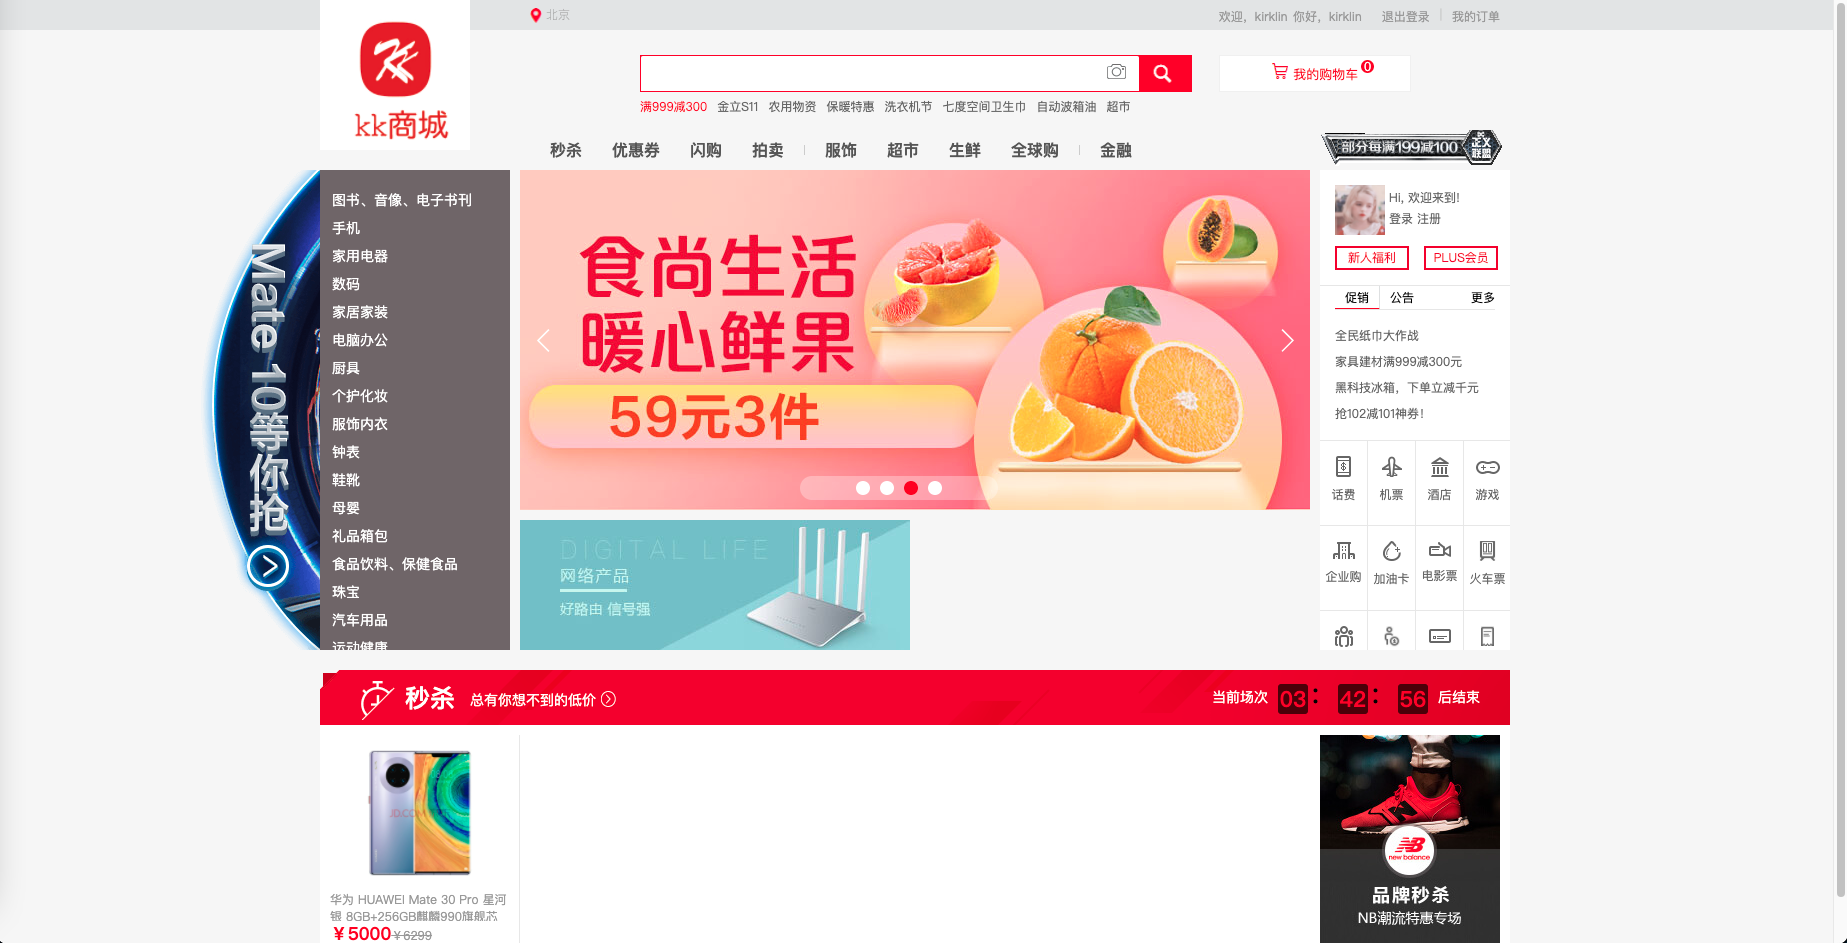 北京
欢迎，kirklin 你好，kirklin 退出登录 我的订单
kk商城
我的购物车 0
满999减300 金立S11 农用物资 保暖特惠 洗衣机节 七度空间卫生巾 自动波箱油 超市
秒杀 优惠券 闪购 拍卖 服饰 超市 生鲜 全球购 金融
部分每满199减100
联盟
Mate 10等你抢
图书、音像、电子书刊
手机
家用电器
数码
家居家装
电脑办公
厨具
个护化妆
服饰内衣
钟表
鞋靴
母婴
礼品箱包
食品饮料、保健食品
珠宝
汽车用品
运动健康
食尚生活
暖心鲜果
59元3件
DIGITAL LIFE
网络产品
好路由 信号强
Hi, 欢迎来到!
登录 注册
新人福利 PLUS会员
促销 公告 更多
全民纸巾大作战
家具建材满999减300元
黑科技冰箱，下单立减千元
抢102减101神券!
话费 机票 酒店 游戏
企业购 加油卡 电影票 火车票
秒杀 总有你想不到的低价
当前场次 03 : 42 : 56 后结束
JD.COM
华为 HUAWEI Mate 30 Pro 星河
银 8GB+256GB麒麟990旗舰芯
￥5000 ￥6299
NB
new balance
品牌秒杀
NB潮流特惠专场